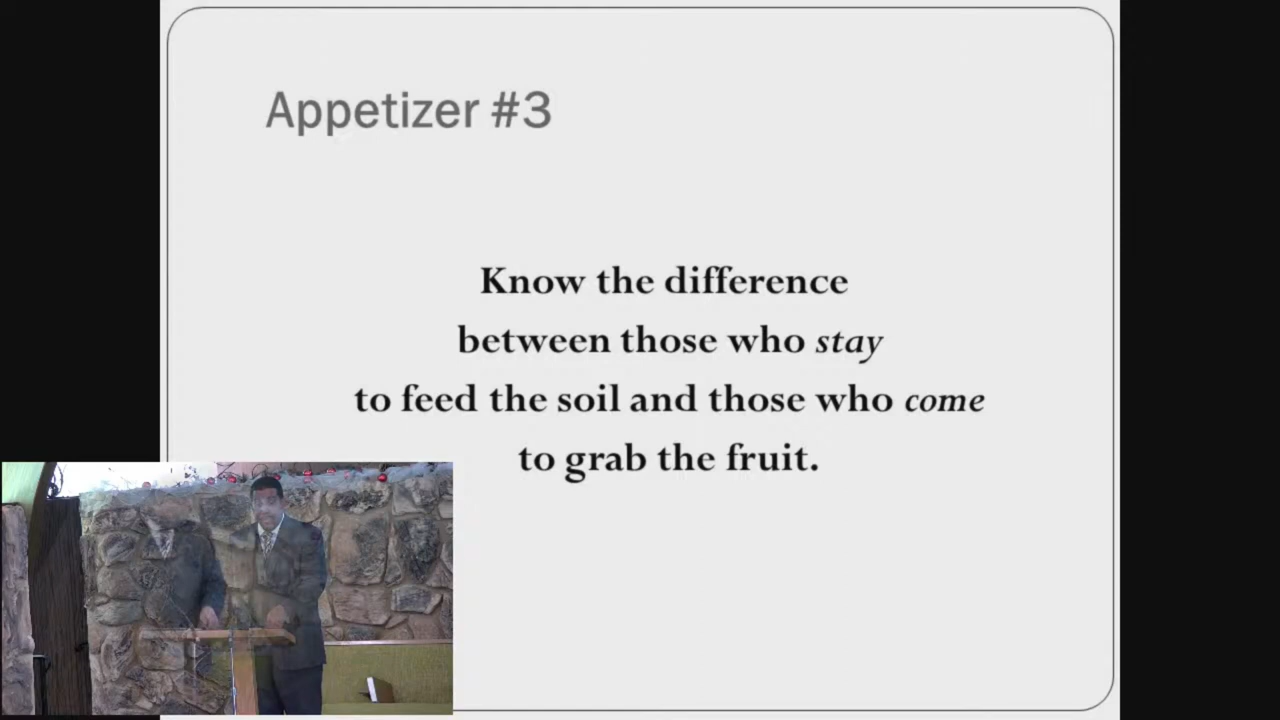 Appetizer #3
Know the difference
between those who stay
to feed the soil and those who come
to grab the fruit.